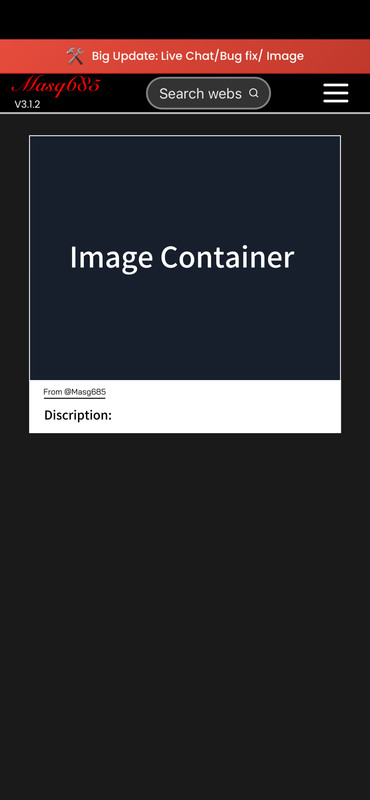 Big Update: Live Chat/Bug fix/ Image
Masg685
V3.1.2
Search webs
Image Container
From @Masg685
Discription: